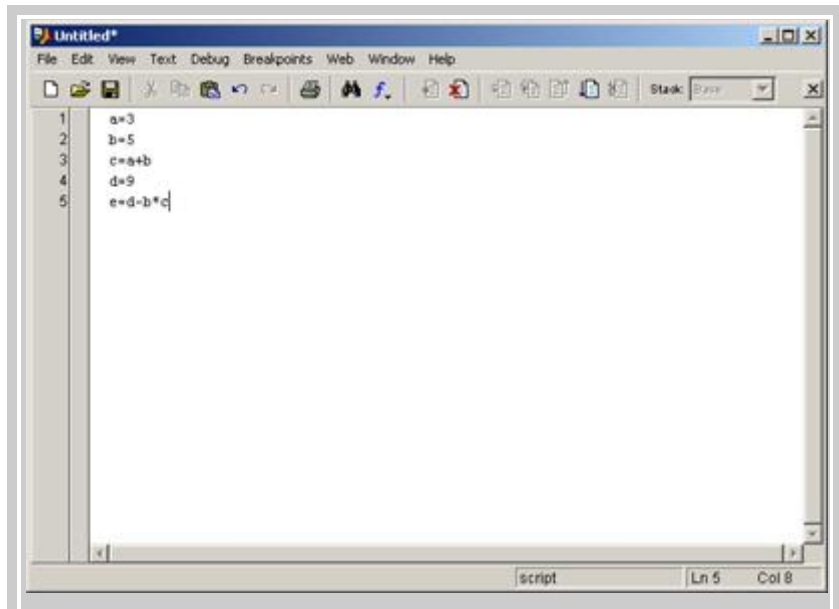 Untitled*
File Edit View Text Debug Breakpoints Web Window Help
Stack: Base
1 a=3
2 b=5
3 c=a+b
4 d=9
5 e=d-b*c
script Ln 5 Col 8